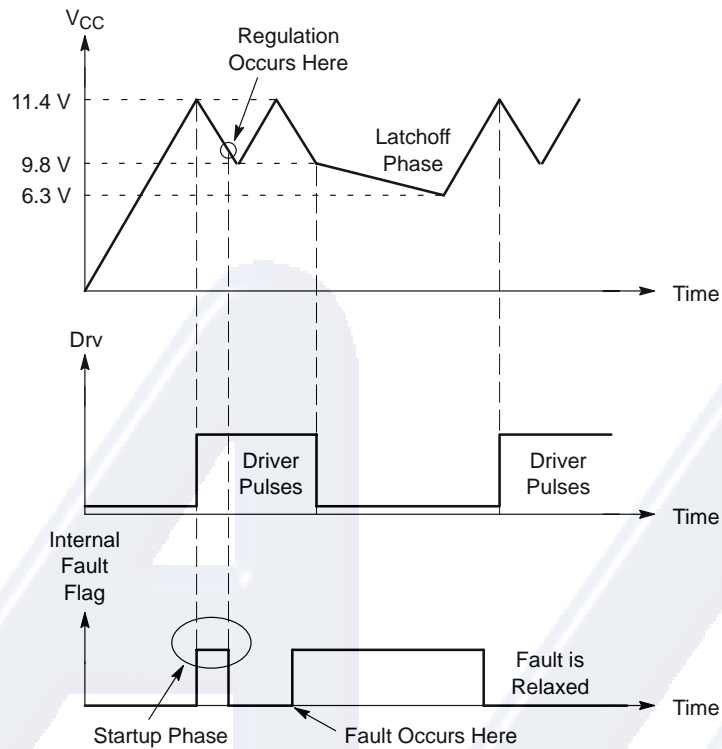 VCC
Regulation
Occurs Here
11.4 V
Latchoff
Phase
9.8 V
6.3 V
Time
Drv
Driver
Pulses
Driver
Pulses
Time
Internal
Fault
Flag
Fault is
Relaxed
Time
Startup Phase
Fault Occurs Here